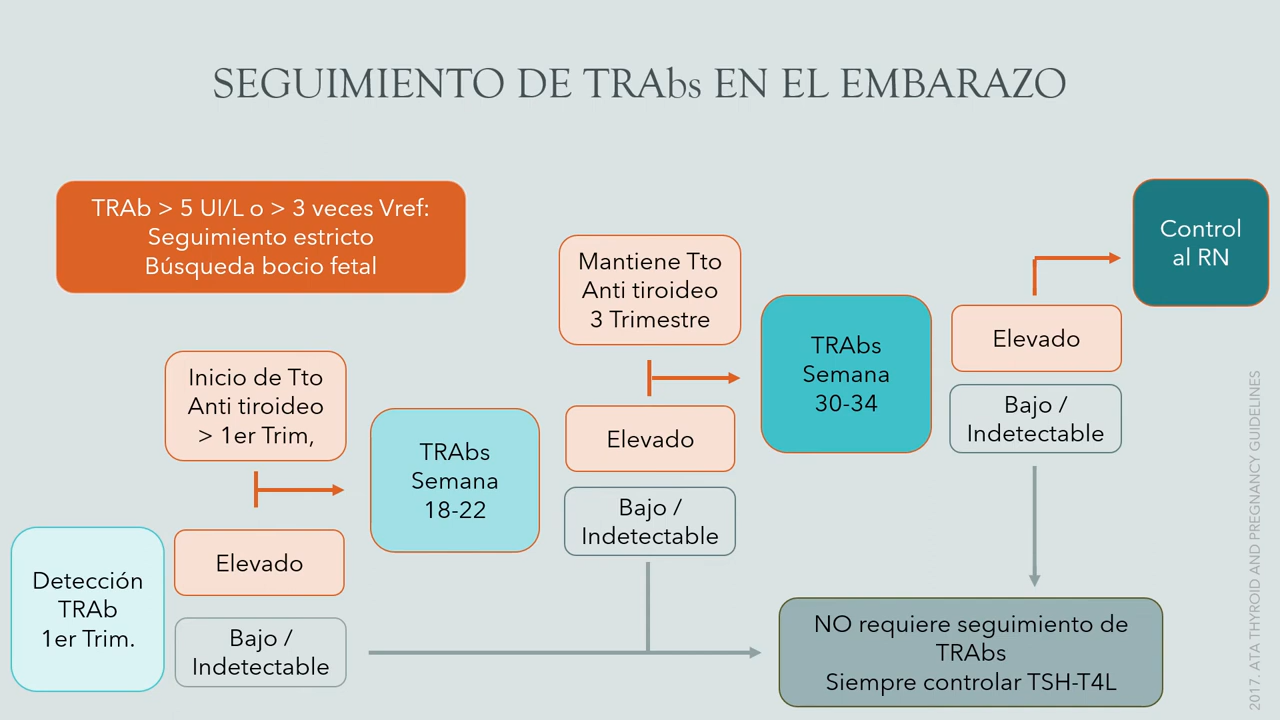 SEGUIMIENTO DE TRAbs EN EL EMBARAZO
TRAb > 5 UI/L o > 3 veces Vref:
Seguimiento estricto
Búsqueda bocio fetal
Detección
TRAb
1er Trim.
Inicio de Tto
Anti tiroideo
> 1er Trim,
Elevado
Bajo /
Indetectable
TRAbs
Semana
18-22
Mantiene Tto
Anti tiroideo
3 Trimestre
Elevado
Bajo /
Indetectable
TRAbs
Semana
30-34
Elevado
Bajo /
Indetectable
Control
al RN
NO requiere seguimiento de
TRAbs
Siempre controlar TSH-T4L
2017. ATA THYROID AND PREGNANCY GUIDELINES